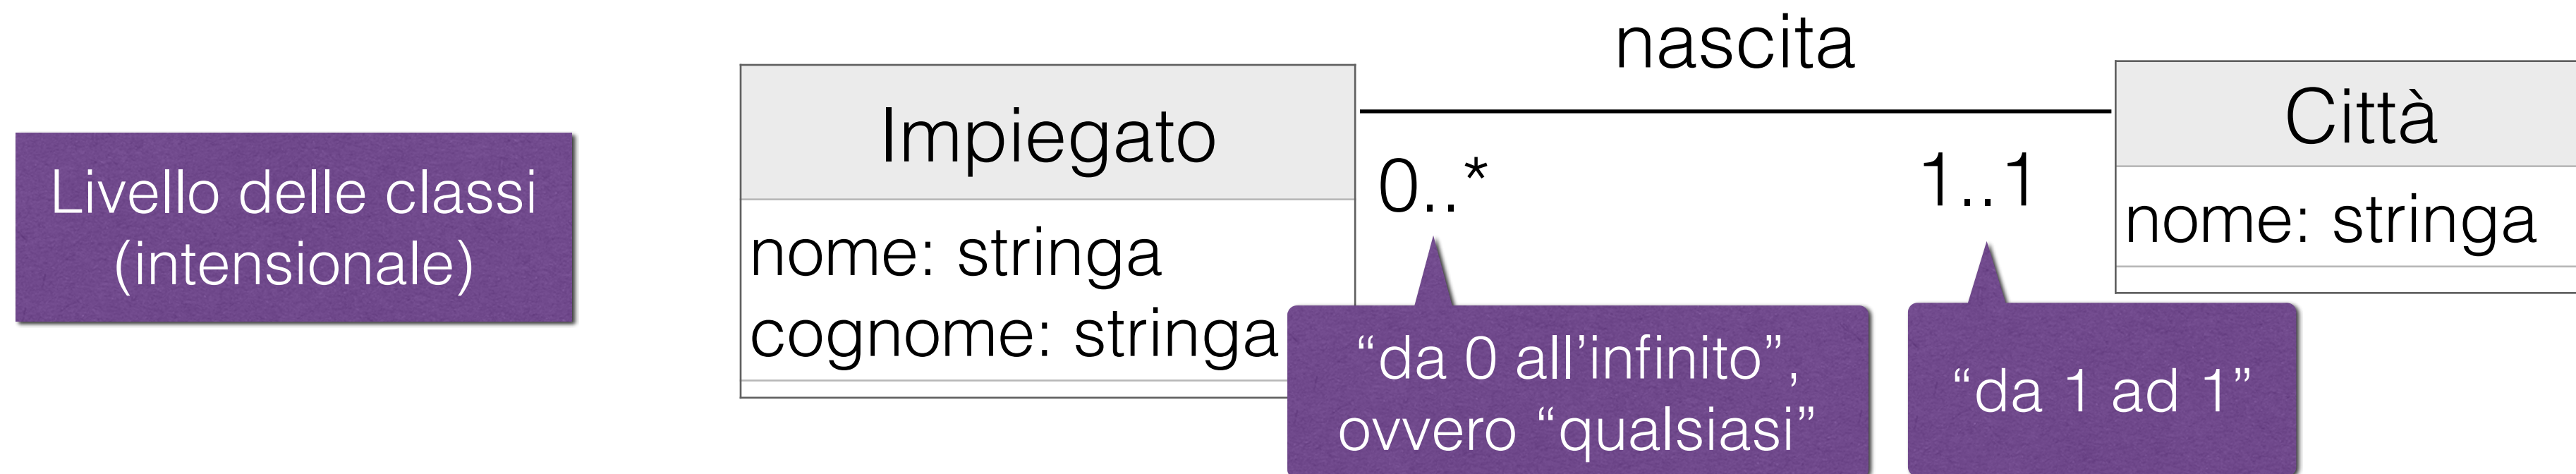 Livello delle classi
(intensionale)
Impiegato
nome: stringa
cognome: stringa
nascita
0..*
1..1
“da 0 all’infinito”,
ovvero “qualsiasi”
“da 1 ad 1”
Città
nome: stringa